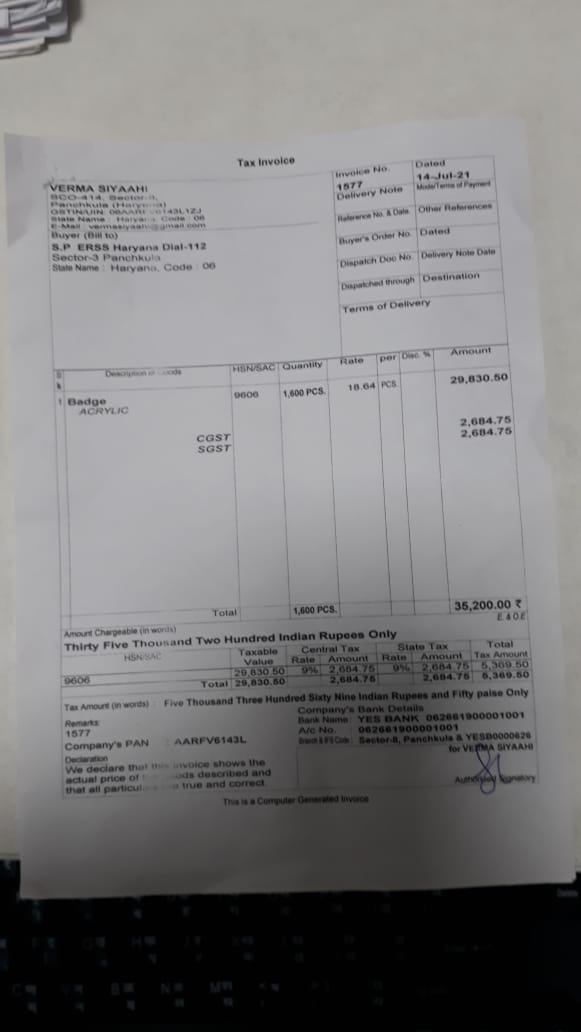 Tax Invoice
VERMA SIYAAHI
SCO-414, Sector-8,
Panchkula (Haryana)
GSTIN/UIN: 06AARFV6143L1ZJ
State Name : Haryana, Code : 06
E-Mail : vermasiyaahi@gmail.com
Buyer (Bill to)
S.P ERSS Haryana Dial-112
Sector-3 Panchkula
State Name : Haryana, Code : 06
Invoice No. Dated
1577 14-Jul-21
Delivery Note Mode/Terms of Payment
Reference No. & Date. Other References
Buyer's Order No. Dated
Dispatch Doc No. Delivery Note Date
Dispatched through Destination
Terms of Delivery
Description of Goods HSN/SAC Quantity Rate per Disc. % Amount
1 Badge 9606 1,600 PCS. 18.64 PCS. 29,830.50
ACRYLIC
CGST 2,684.75
SGST 2,684.75
Total 1,600 PCS. 35,200.00 ₹
Amount Chargeable (in words) E. & O.E
Thirty Five Thousand Two Hundred Indian Rupees Only
HSN/SAC Taxable Central Tax State Tax Total
Value Rate Amount Rate Amount Tax Amount
9606 29,830.50 9% 2,684.75 9% 2,684.75 5,369.50
Total 29,830.50 2,684.75 2,684.75 5,369.50
Tax Amount (in words) : Five Thousand Three Hundred Sixty Nine Indian Rupees and Fifty paise Only
Company's Bank Details
Remarks: Bank Name : YES BANK 062661900001001
1577 A/c No. : 062661900001001
Company's PAN : AARFV6143L Branch & IFS Code : Sector-8, Panchkula & YESB0000626
Declaration for VERMA SIYAAHI
We declare that this invoice shows the
actual price of the goods described and
that all particulars are true and correct.
Authorised Signatory
This is a Computer Generated Invoice